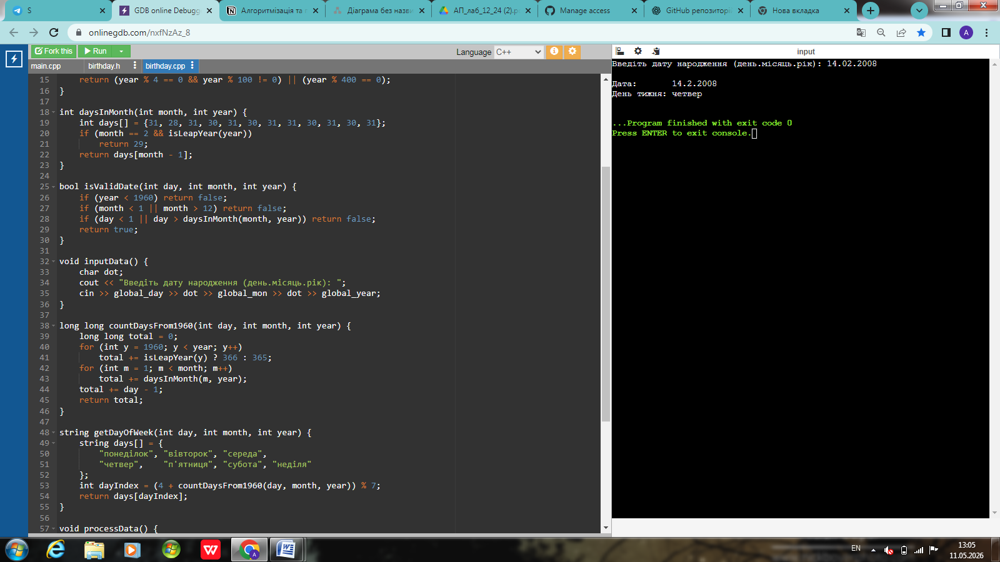 S
GDB online Debugg
Алгоритмізація та п
Діаграма без назви
АП_лаб_12_24 (2).p
Manage access
GitHub репозиторій
Нова вкладка
onlinegdb.com/nxfNzAz_8
A
Fork this
Run
Language C++
main.cpp
birthday.h
birthday.cpp
15 return (year % 4 == 0 && year % 100 != 0) || (year % 400 == 0);
16 }
17
18 int daysInMonth(int month, int year) {
19 int days[] = {31, 28, 31, 30, 31, 30, 31, 31, 30, 31, 30, 31};
20 if (month == 2 && isLeapYear(year))
21 return 29;
22 return days[month - 1];
23 }
24
25 bool isValidDate(int day, int month, int year) {
26 if (year < 1960) return false;
27 if (month < 1 || month > 12) return false;
28 if (day < 1 || day > daysInMonth(month, year)) return false;
29 return true;
30 }
31
32 void inputData() {
33 char dot;
34 cout << "Введіть дату народження (день.місяць.рік): ";
35 cin >> global_day >> dot >> global_mon >> dot >> global_year;
36 }
37
38 long long countDaysFrom1960(int day, int month, int year) {
39 long long total = 0;
40 for (int y = 1960; y < year; y++)
41 total += isLeapYear(y) ? 366 : 365;
42 for (int m = 1; m < month; m++)
43 total += daysInMonth(m, year);
44 total += day - 1;
45 return total;
46 }
47
48 string getDayOfWeek(int day, int month, int year) {
49 string days[] = {
50 "понеділок", "вівторок", "середа",
51 "четвер", "п'ятниця", "субота", "неділя"
52 };
53 int dayIndex = (4 + countDaysFrom1960(day, month, year)) % 7;
54 return days[dayIndex];
55 }
56
57 void processData() {
input
Введіть дату народження (день.місяць.рік): 14.02.2008
Дата: 14.2.2008
День тижня: четвер
...Program finished with exit code 0
Press ENTER to exit console.
EN
13:05
11.05.2026